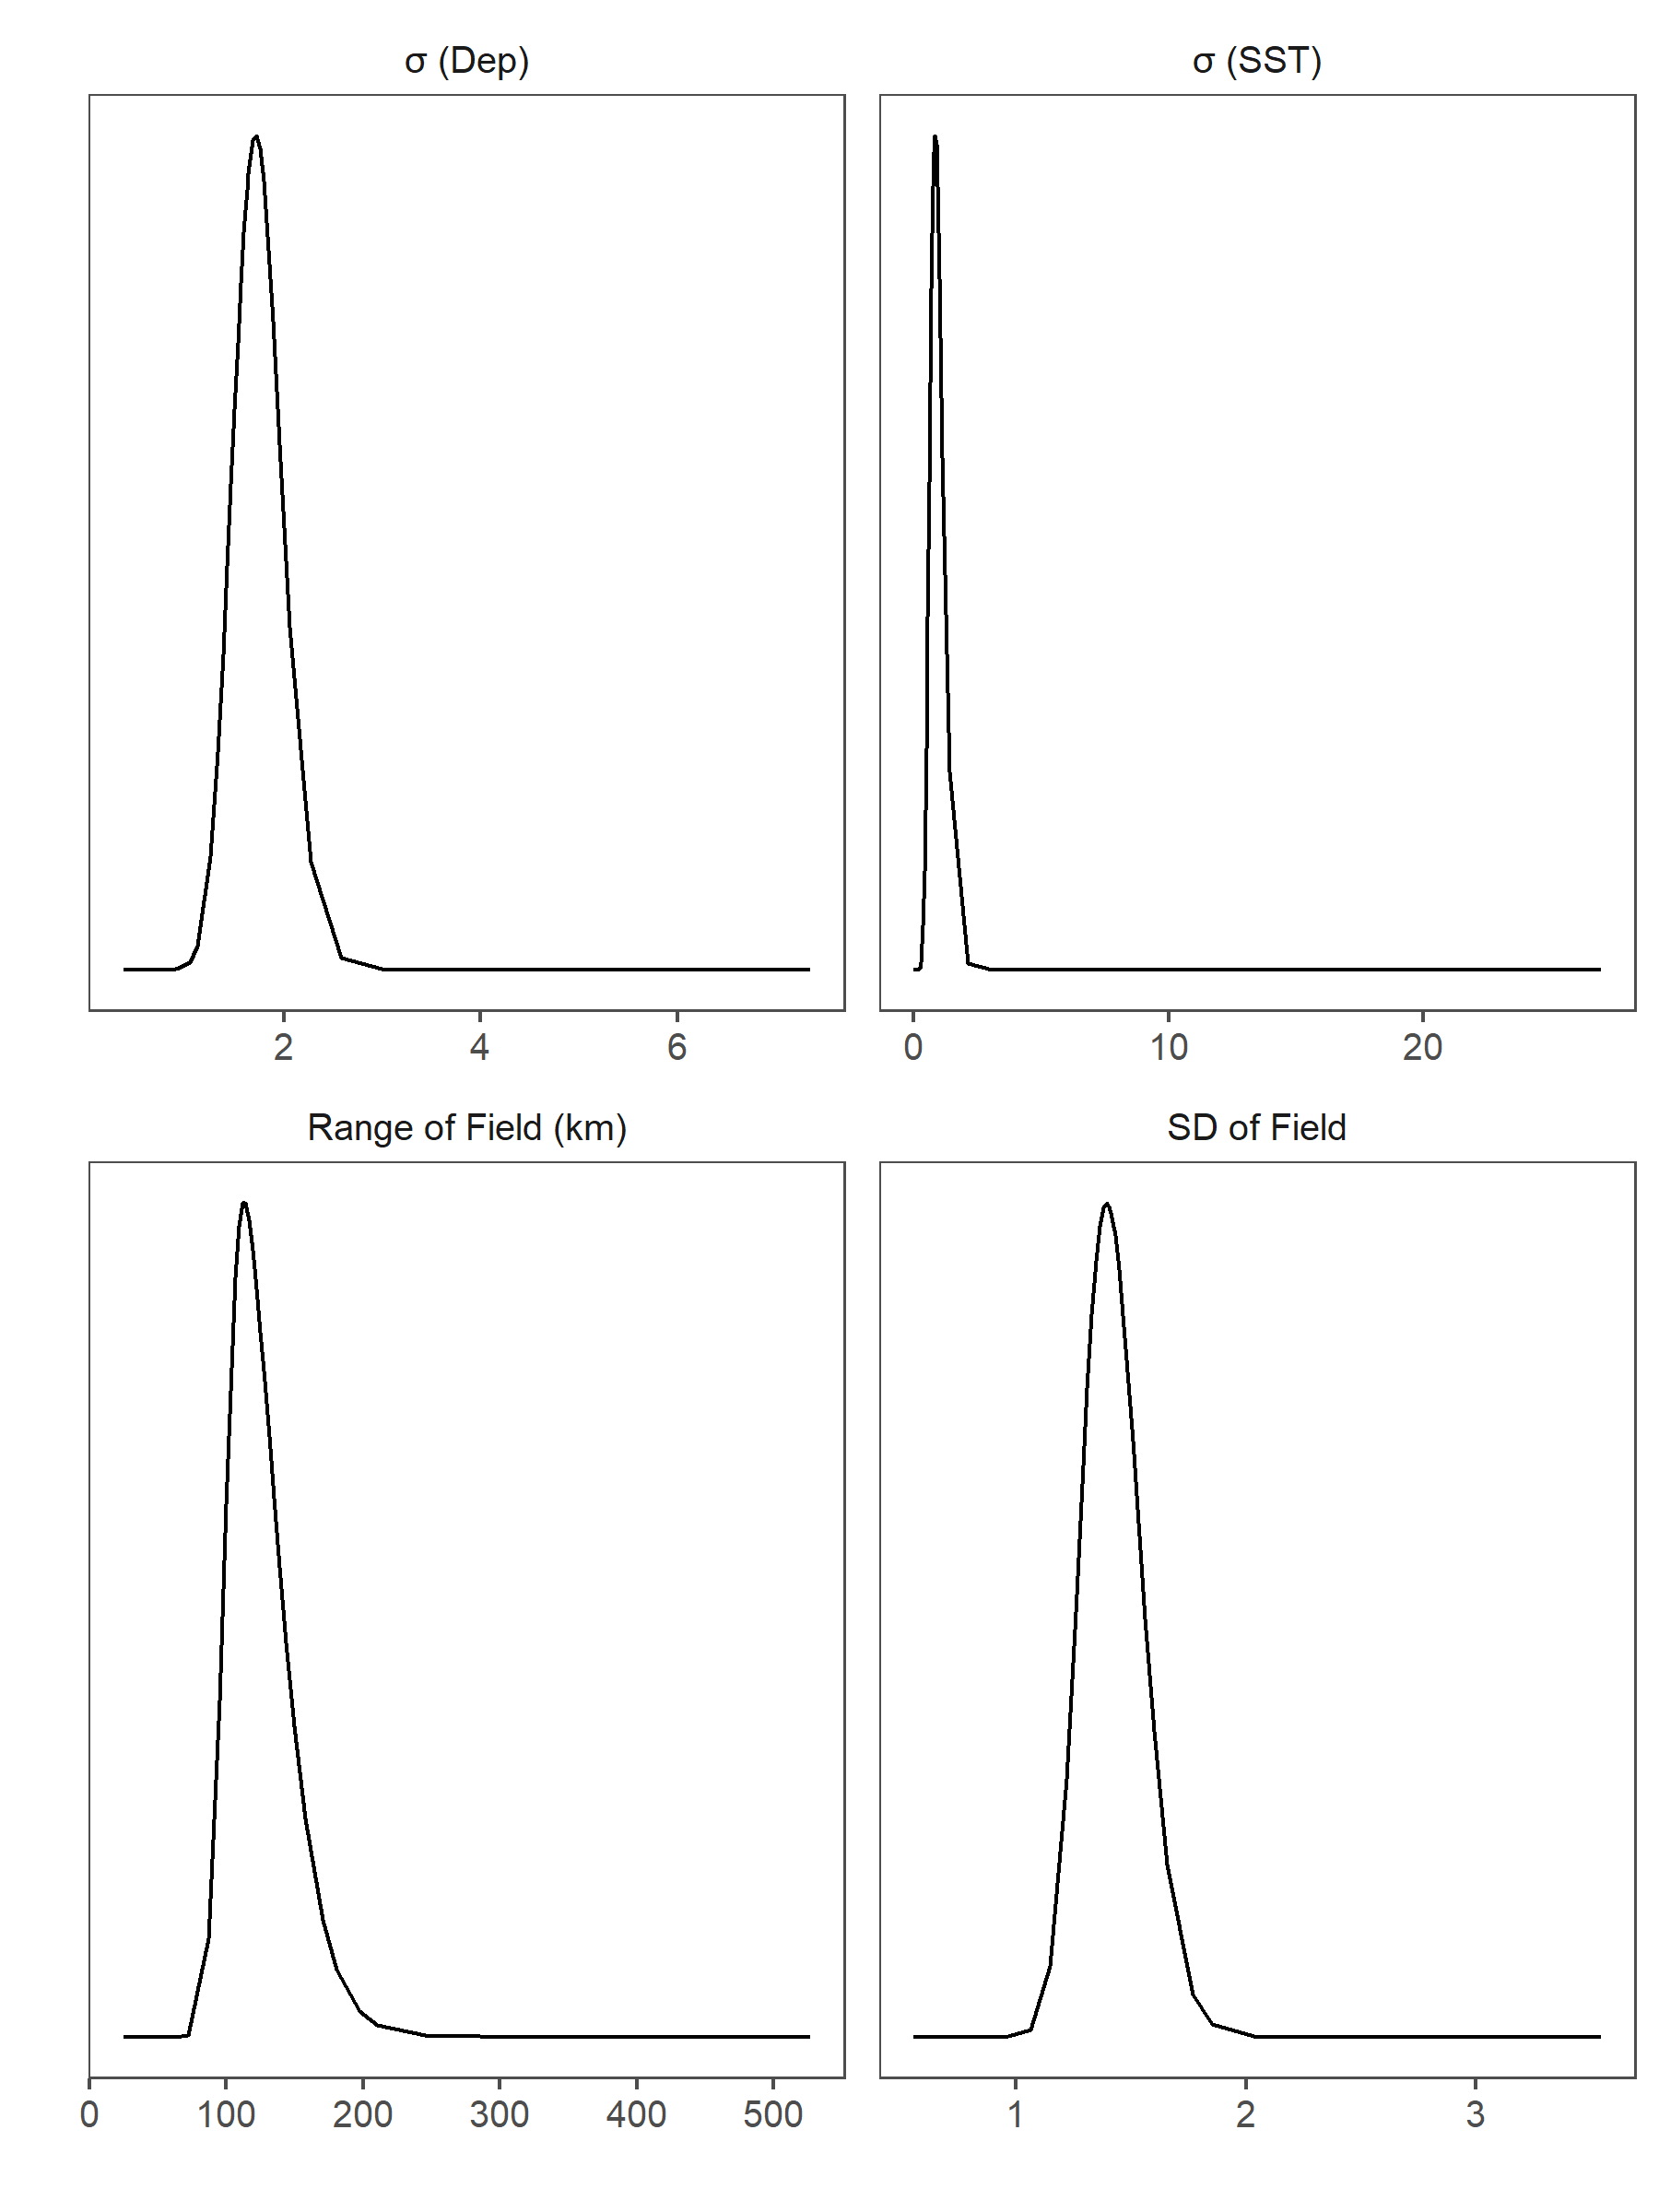 σ (Dep)
σ (SST)
2 4 6
0 10 20
Range of Field (km)
SD of Field
0 100 200 300 400 500
1 2 3